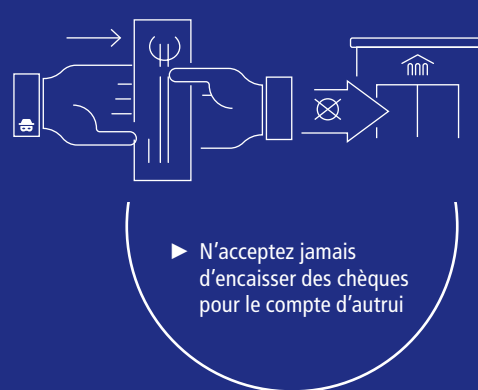 ► N'acceptez jamais
d'encaisser des chèques
pour le compte d'autrui